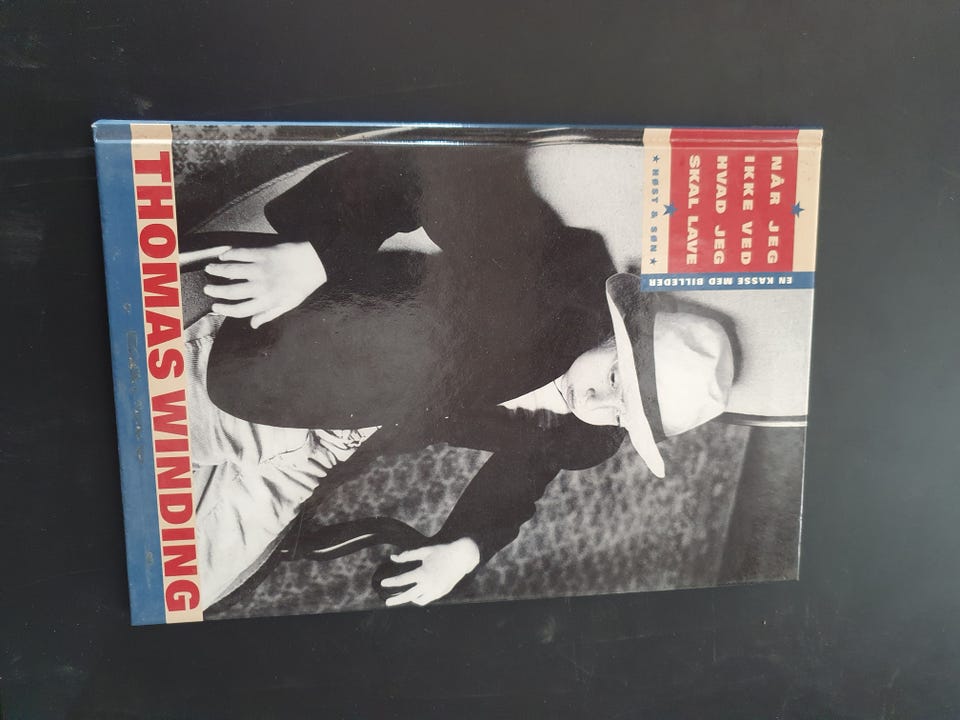 NÅR JEG
IKKE VED
HVAD JEG
SKAL LAVE
★ HØST & SØN ★
EN KASSE MED BILLEDER
THOMAS WINDING